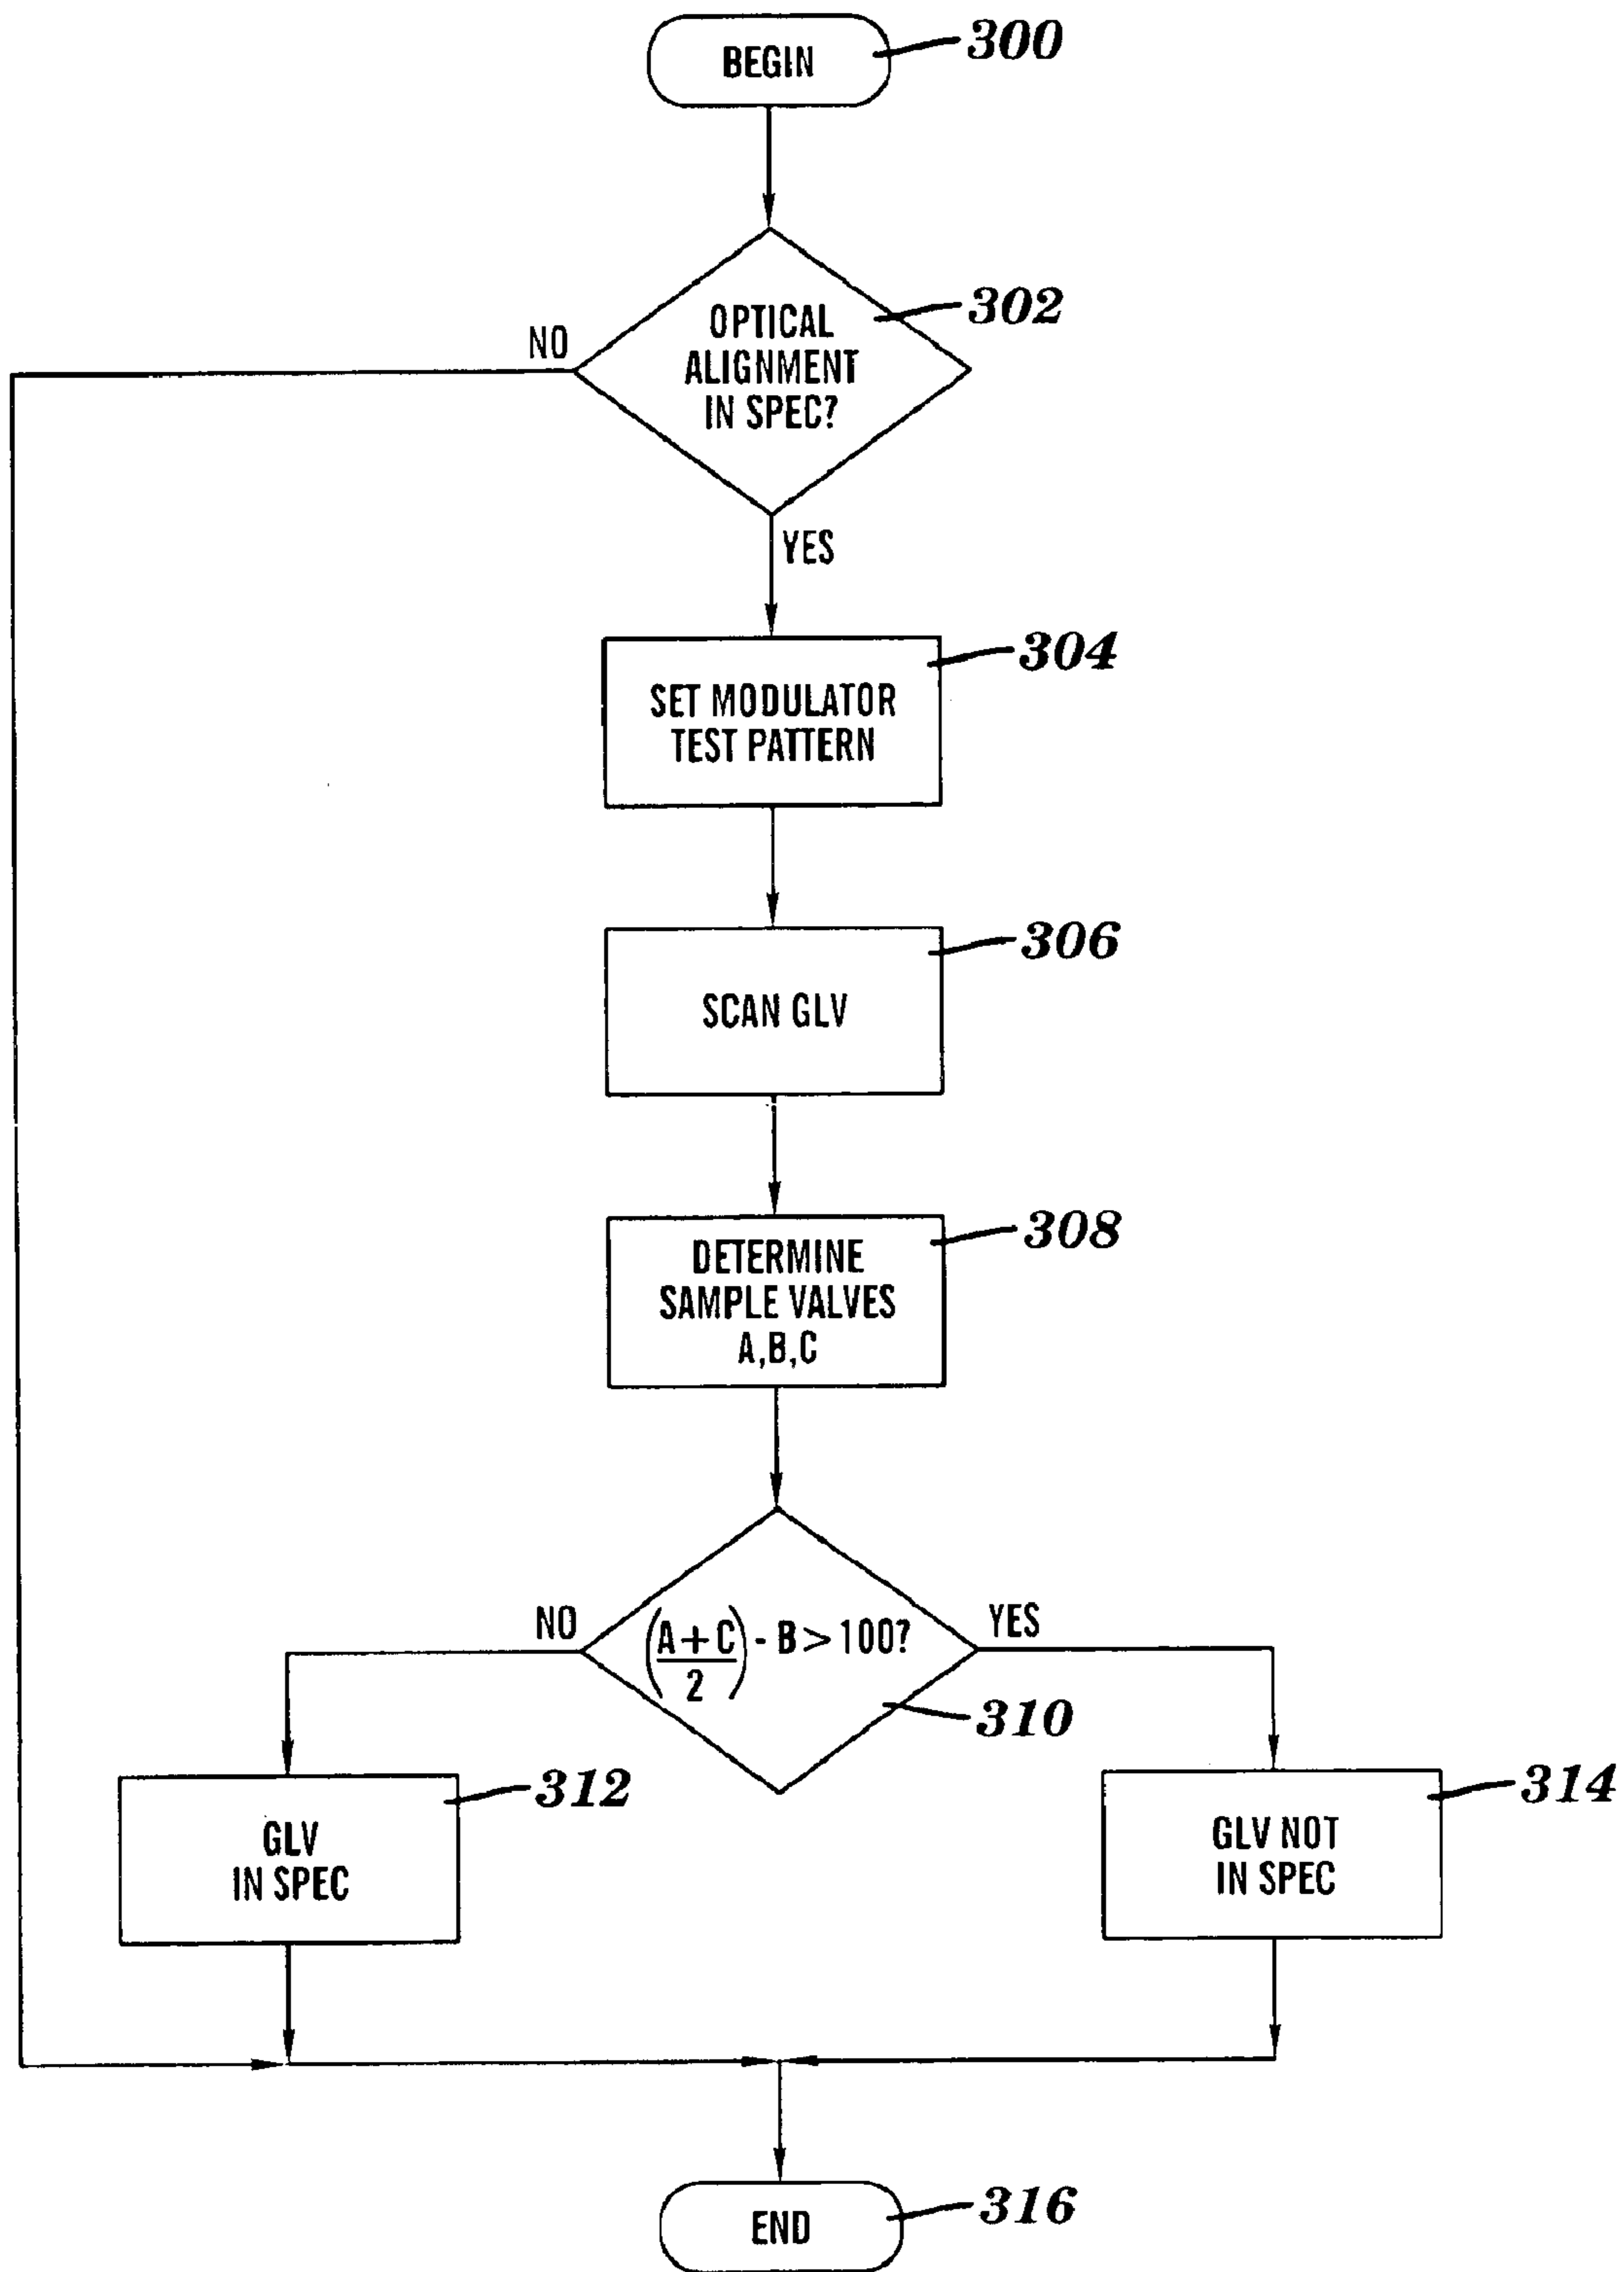 BEGIN
300
OPTICAL
ALIGNMENT
IN SPEC?
302
NO
YES
SET MODULATOR
TEST PATTERN
304
SCAN GLV
306
DETERMINE
SAMPLE VALVES
A,B,C
308
NO
(A+C/2) - B > 100?
YES
310
GLV
IN SPEC
312
GLV NOT
IN SPEC
314
END
316